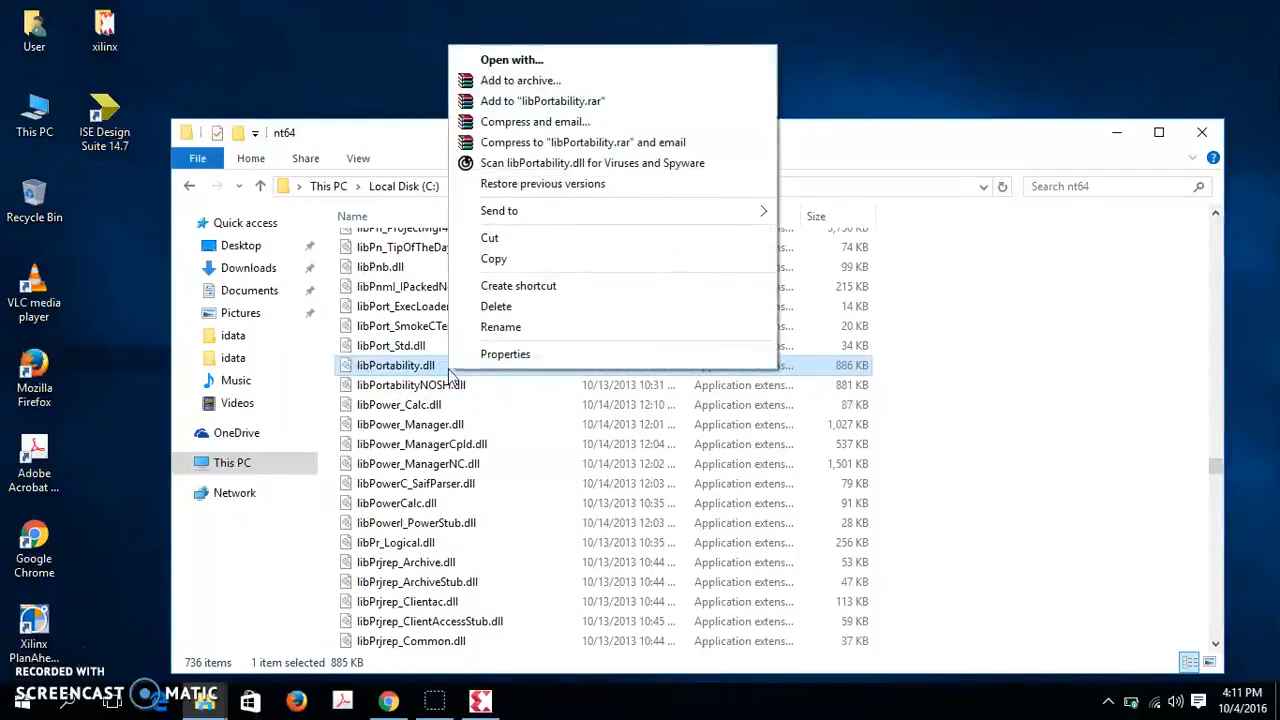 User
xilinx
This PC
ISE Design
Suite 14.7
Recycle Bin
VLC media
player
Mozilla
Firefox
Adobe
Acrobat ...
Google
Chrome
Xilinx
PlanAhe...
RECORDED WITH
SCREENCAST MATIC
nt64
File
Home
Share
View
This PC
Local Disk (C:)
Search nt64
Quick access
Desktop
Downloads
Documents
Pictures
idata
idata
Music
Videos
OneDrive
This PC
Network
Open with...
Add to archive...
Add to "libPortability.rar"
Compress and email...
Compress to "libPortability.rar" and email
Scan libPortability.dll for Viruses and Spyware
Restore previous versions
Send to
Cut
Copy
Create shortcut
Delete
Rename
Properties
Name Size
libPn_TipOfTheDay 74 KB
libPnb.dll 99 KB
libPnml_IPackedN 215 KB
libPort_ExecLoader 14 KB
libPort_SmokeCTe 20 KB
libPort_Std.dll 34 KB
libPortability.dll 886 KB
libPortabilityNOSH.dll 10/13/2013 10:31 ... Application extens... 881 KB
libPower_Calc.dll 10/14/2013 12:10 ... Application extens... 87 KB
libPower_Manager.dll 10/14/2013 12:04 ... Application extens... 1,027 KB
libPower_ManagerCpld.dll 10/14/2013 12:04 ... Application extens... 537 KB
libPower_ManagerNC.dll 10/14/2013 12:02 ... Application extens... 1,501 KB
libPowerC_SaifParser.dll 10/14/2013 12:03 ... Application extens... 79 KB
libPowerCalc.dll 10/13/2013 10:35 ... Application extens... 91 KB
libPowerI_PowerStub.dll 10/14/2013 12:03 ... Application extens... 28 KB
libPr_Logical.dll 10/13/2013 10:35 ... Application extens... 256 KB
libPrjrep_Archive.dll 10/13/2013 10:44 ... Application extens... 53 KB
libPrjrep_ArchiveStub.dll 10/13/2013 10:44 ... Application extens... 47 KB
libPrjrep_Clientac.dll 10/13/2013 10:44 ... Application extens... 113 KB
libPrjrep_ClientAccessStub.dll 10/13/2013 10:45 ... Application extens... 59 KB
libPrjrep_Common.dll 10/13/2013 10:44 ... Application extens... 37 KB
736 items 1 item selected 885 KB
4:11 PM
10/4/2016